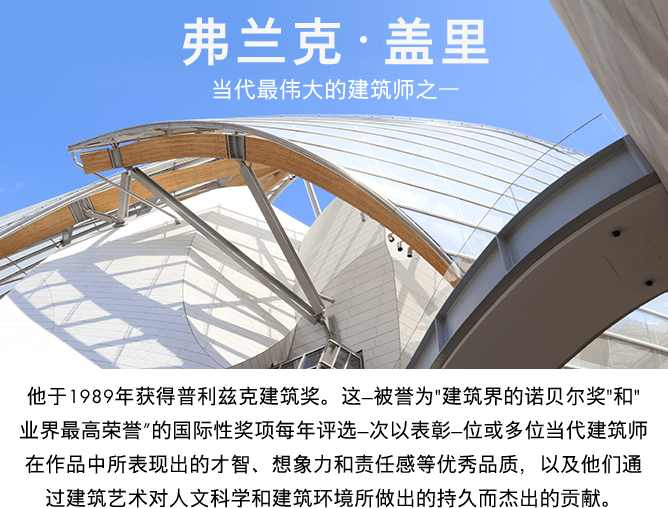 弗兰克·盖里
当代最伟大的建筑师之一
他于1989年获得普利兹克建筑奖。这一被誉为"建筑界的诺贝尔奖"和"
业界最高荣誉"的国际性奖项每年评选一次以表彰一位或多位当代建筑师
在作品中所表现出的才智、想象力和责任感等优秀品质，以及他们通
过建筑艺术对人文科学和建筑环境所做出的持久而杰出的贡献。